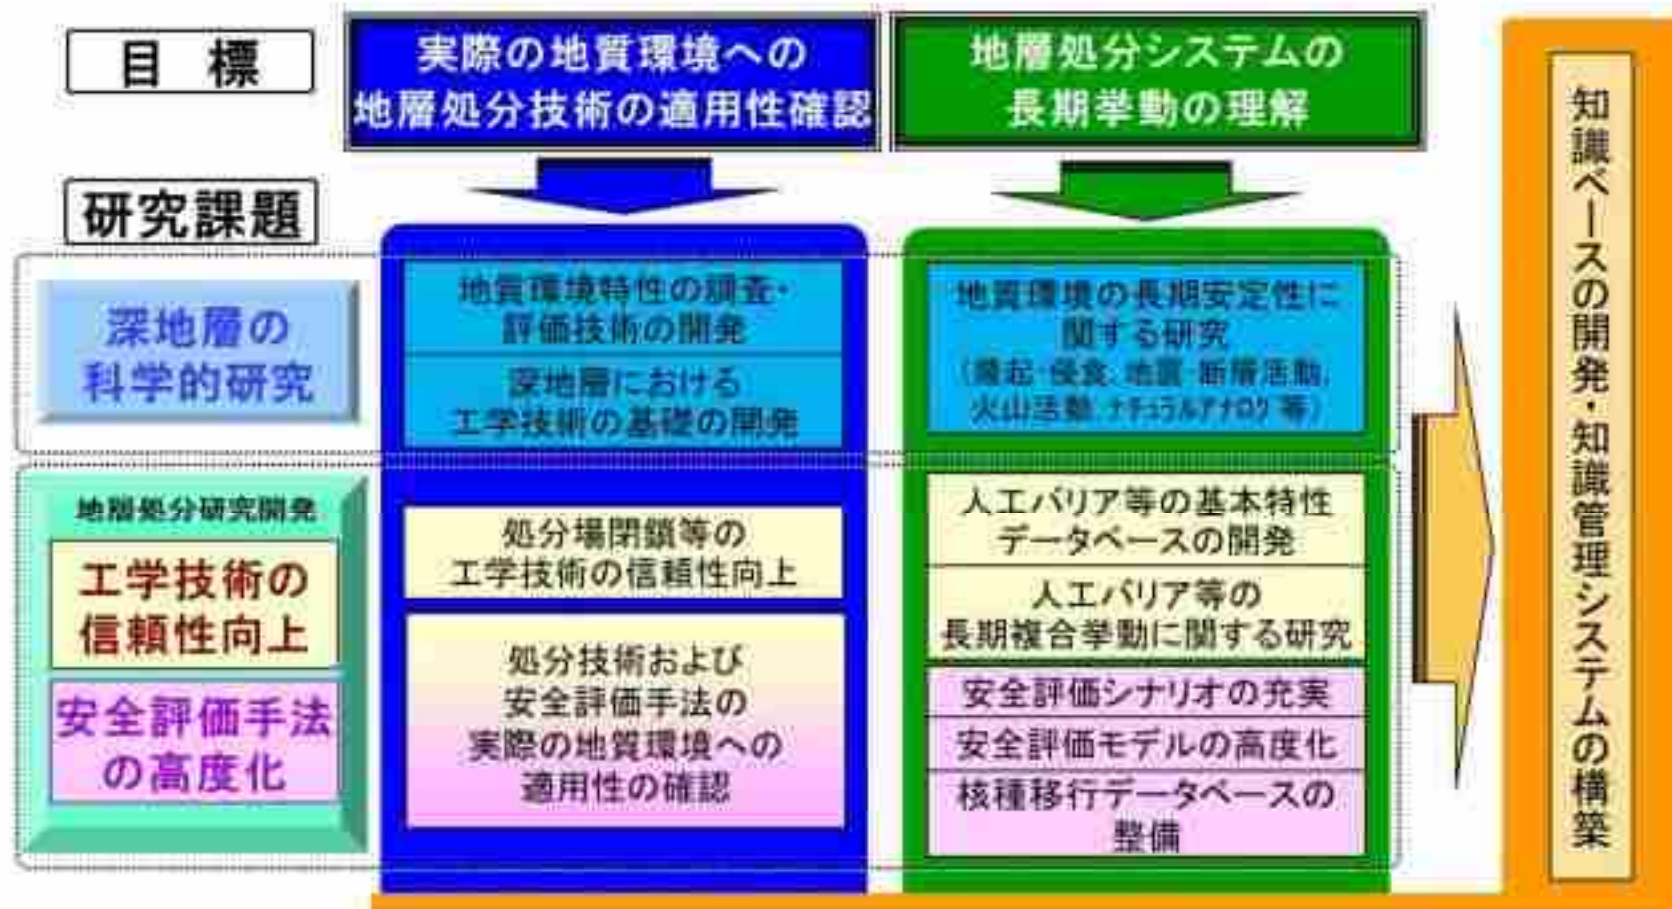 目 標
実際の地質環境への
地層処分技術の適用性確認
地層処分システムの
長期挙動の理解
研究課題
深地層の
科学的研究
地質環境特性の調査・
評価技術の開発
深地層における
工学技術の基礎の開発
地質環境の長期安定性に
関する研究
(隆起・侵食、地震・断層活動、
火山活動、ナチュラルアナログ等)
地層処分研究開発
工学技術の
信頼性向上
安全評価手法
の高度化
処分場閉鎖等の
工学技術の信頼性向上
処分技術および
安全評価手法の
実際の地質環境への
適用性の確認
人工バリア等の基本特性
データベースの開発
人工バリア等の
長期複合挙動に関する研究
安全評価シナリオの充実
安全評価モデルの高度化
核種移行データベースの
整備
知識ベースの開発・知識管理システムの構築